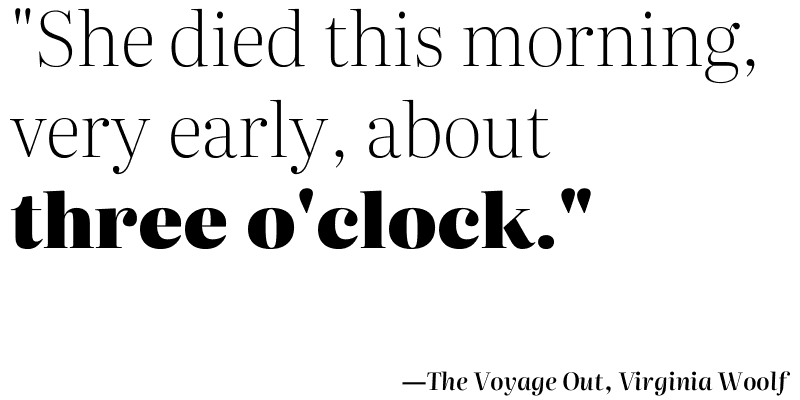 "She died this morning,
very early, about
three o'clock."
—The Voyage Out, Virginia Woolf